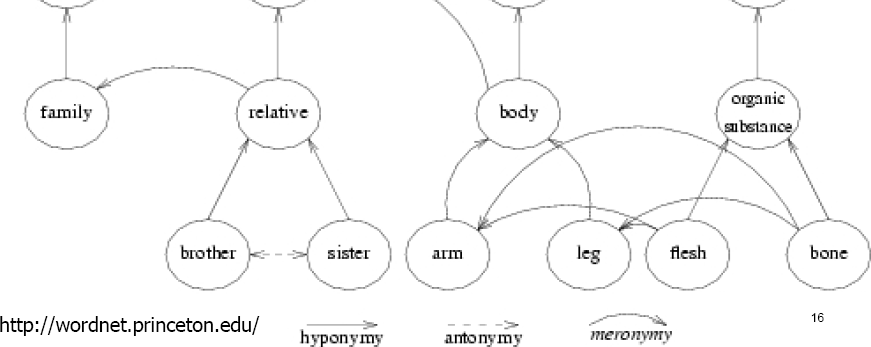 family
relative
body
organic
substance
brother
sister
arm
leg
flesh
bone
http://wordnet.princeton.edu/
hyponymy
antonymy
meronymy
16